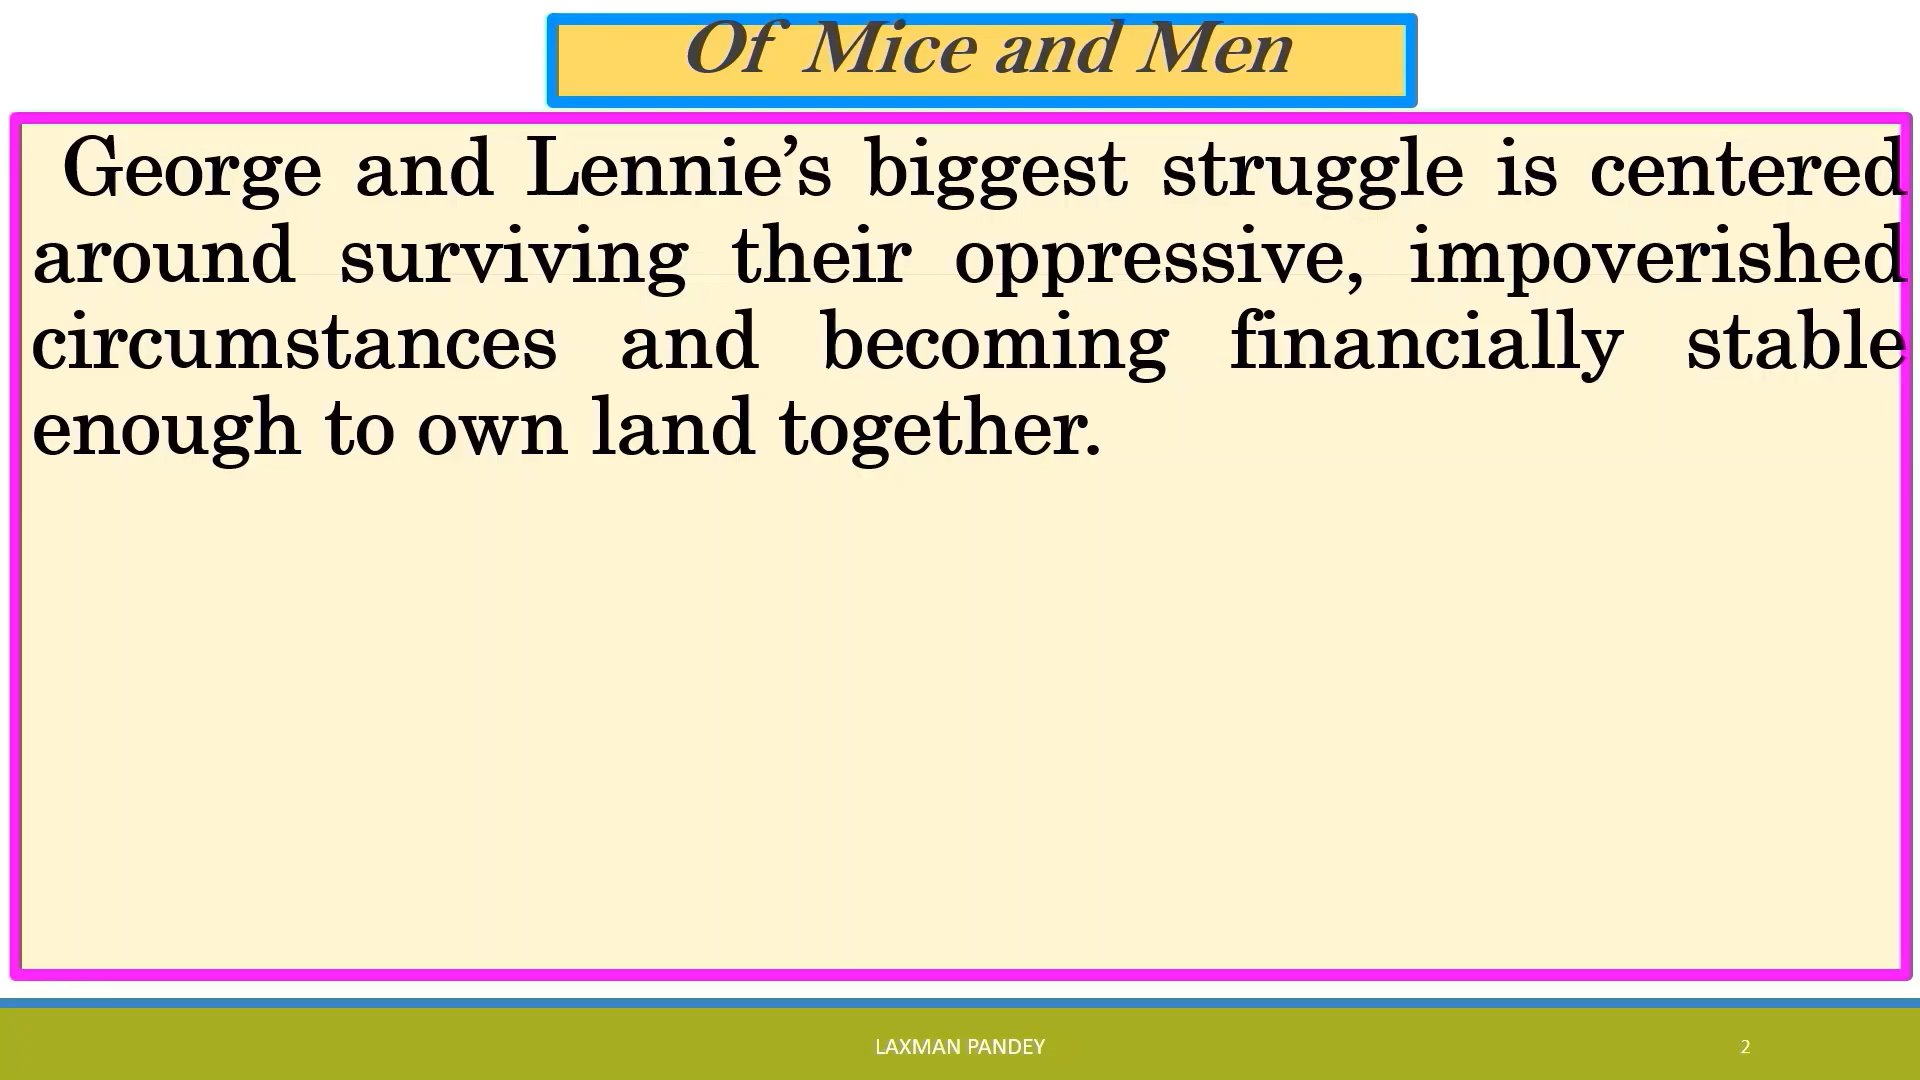 Of Mice and Men
George and Lennie’s biggest struggle is centered
around surviving their oppressive, impoverished
circumstances and becoming financially stable
enough to own land together.
LAXMAN PANDEY
2